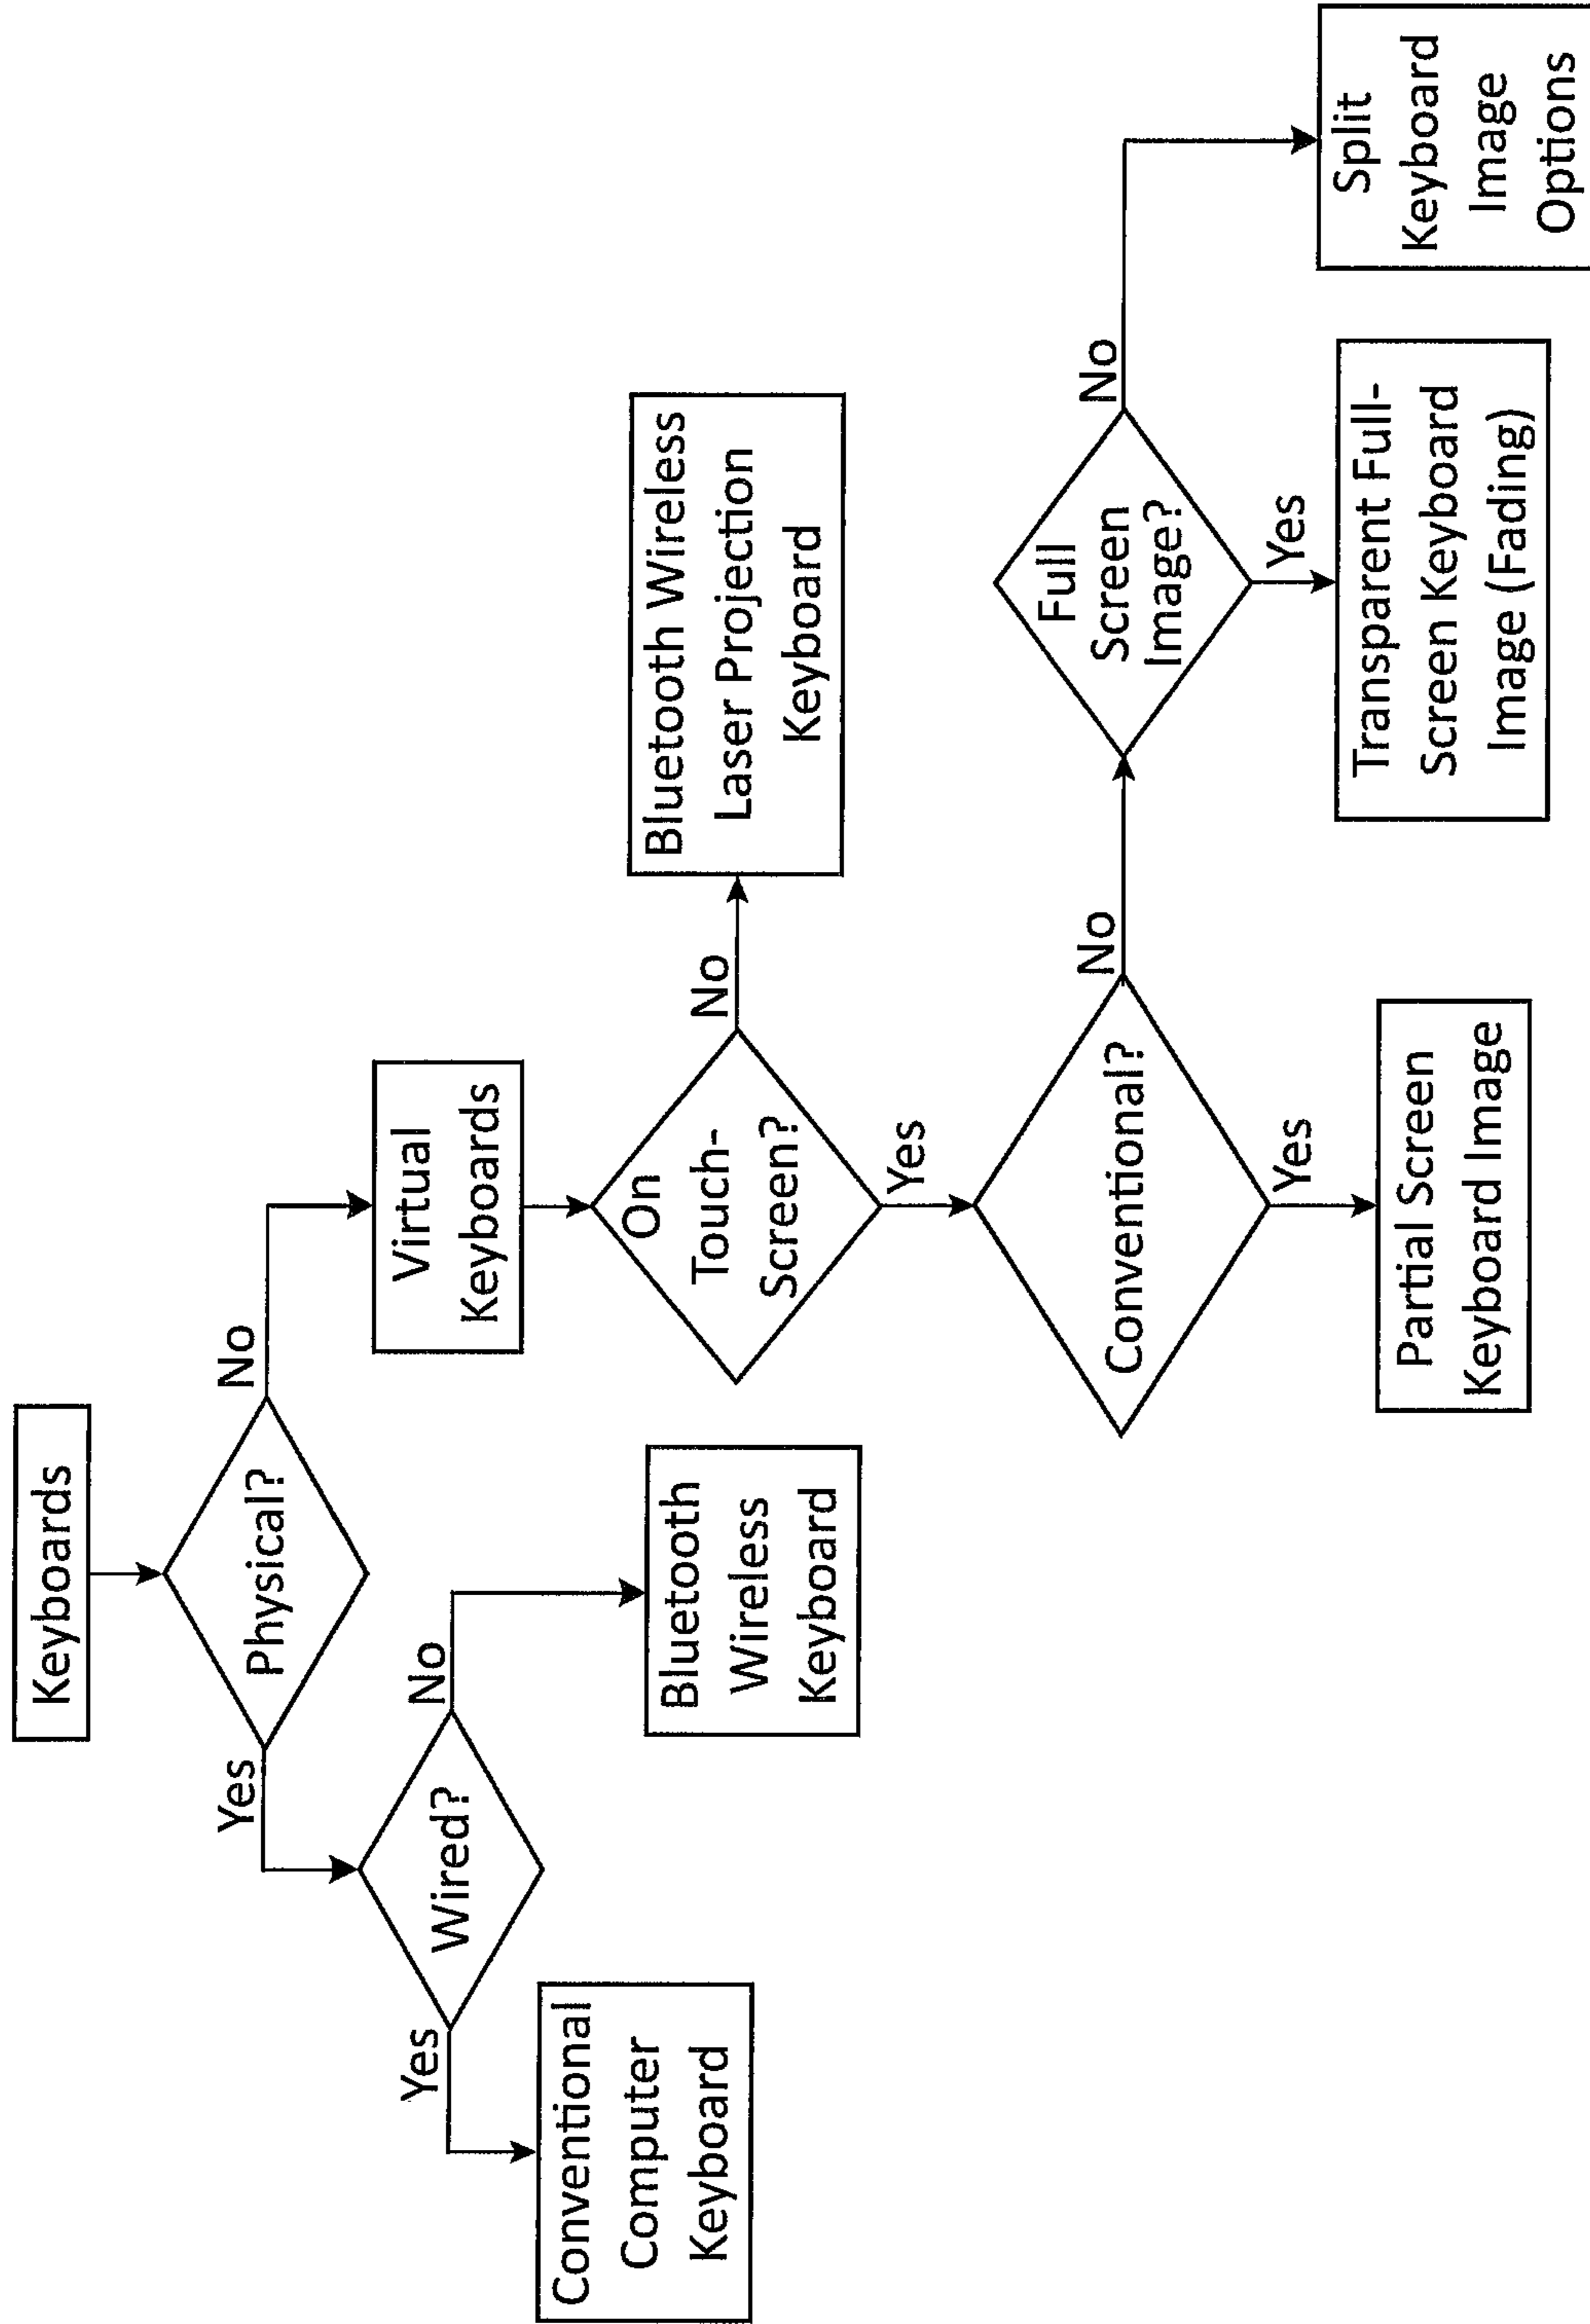 Keyboards
Physical?
Yes
No
Wired?
Yes
No
Conventional
Computer
Keyboard
Bluetooth
Wireless
Keyboard
Virtual
Keyboards
On
Touch-
Screen?
No
Yes
Bluetooth Wireless
Laser Projection
Keyboard
Conventional?
No
Yes
Partial Screen
Keyboard Image
Full
Screen
Image?
No
Yes
Transparent Full-
Screen Keyboard
Image (Fading)
Split
Keyboard
Image
Options